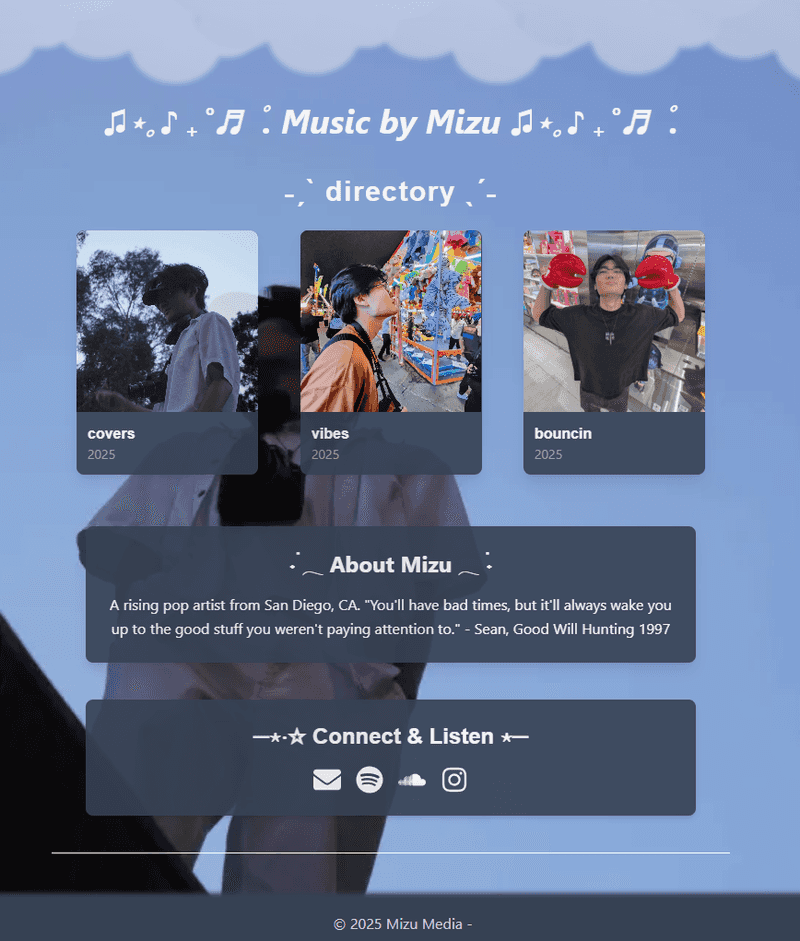 ♫⋆｡♪ ₊˚♬ ﾟ. Music by Mizu ♫⋆｡♪ ₊˚♬ ﾟ.
-ˏˋ directory ˎˊ-
covers
2025
vibes
2025
bouncin
2025
⋅˙⏜ About Mizu ⏜˙⋅
A rising pop artist from San Diego, CA. "You'll have bad times, but it'll always wake you
up to the good stuff you weren't paying attention to." - Sean, Good Will Hunting 1997
—⋆⋅☆ Connect & Listen ⋆—
© 2025 Mizu Media -